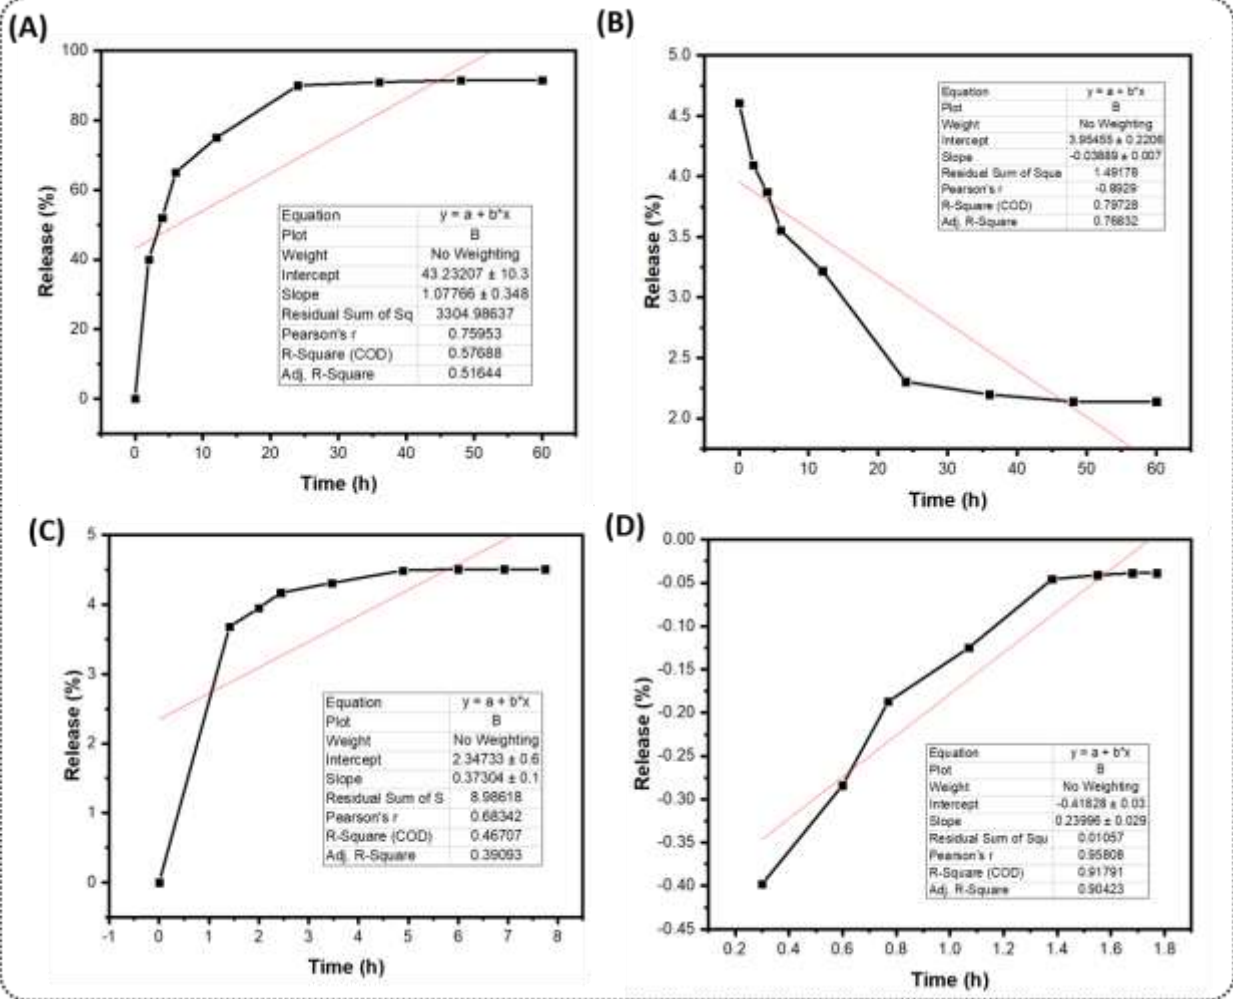 (A)
100
80
60
40
20
0
Release (%)
Equation y = a + b*x
Plot B
Weight No Weighting
Intercept 43.23207 ± 10.3
Slope 1.07766 ± 0.348
Residual Sum of Sq 3304.98637
Pearson's r 0.75953
R-Square (COD) 0.57688
Adj. R-Square 0.51644
0 10 20 30 40 50 60
Time (h)
(B)
5.0
4.5
4.0
3.5
3.0
2.5
2.0
Release (%)
Equation y = a + b*x
Plot B
Weight No Weighting
Intercept 3.95455 ± 0.2206
Slope -0.03889 ± 0.007
Residual Sum of Squa 1.49178
Pearson's r -0.8929
R-Square (COD) 0.79728
Adj. R-Square 0.76832
0 10 20 30 40 50 60
Time (h)
(C)
5
4
3
2
1
0
Release (%)
Equation y = a + b*x
Plot B
Weight No Weighting
Intercept 2.34733 ± 0.6
Slope 0.37304 ± 0.1
Residual Sum of S 8.98618
Pearson's r 0.68342
R-Square (COD) 0.46707
Adj. R-Square 0.39093
-1 0 1 2 3 4 5 6 7 8
Time (h)
(D)
0.00
-0.05
-0.10
-0.15
-0.20
-0.25
-0.30
-0.35
-0.40
-0.45
Release (%)
Equation y = a + b*x
Plot B
Weight No Weighting
Intercept -0.41828 ± 0.03
Slope 0.23996 ± 0.029
Residual Sum of Squ 0.01057
Pearson's r 0.95808
R-Square (COD) 0.91791
Adj. R-Square 0.90423
0.2 0.4 0.6 0.8 1.0 1.2 1.4 1.6 1.8
Time (h)